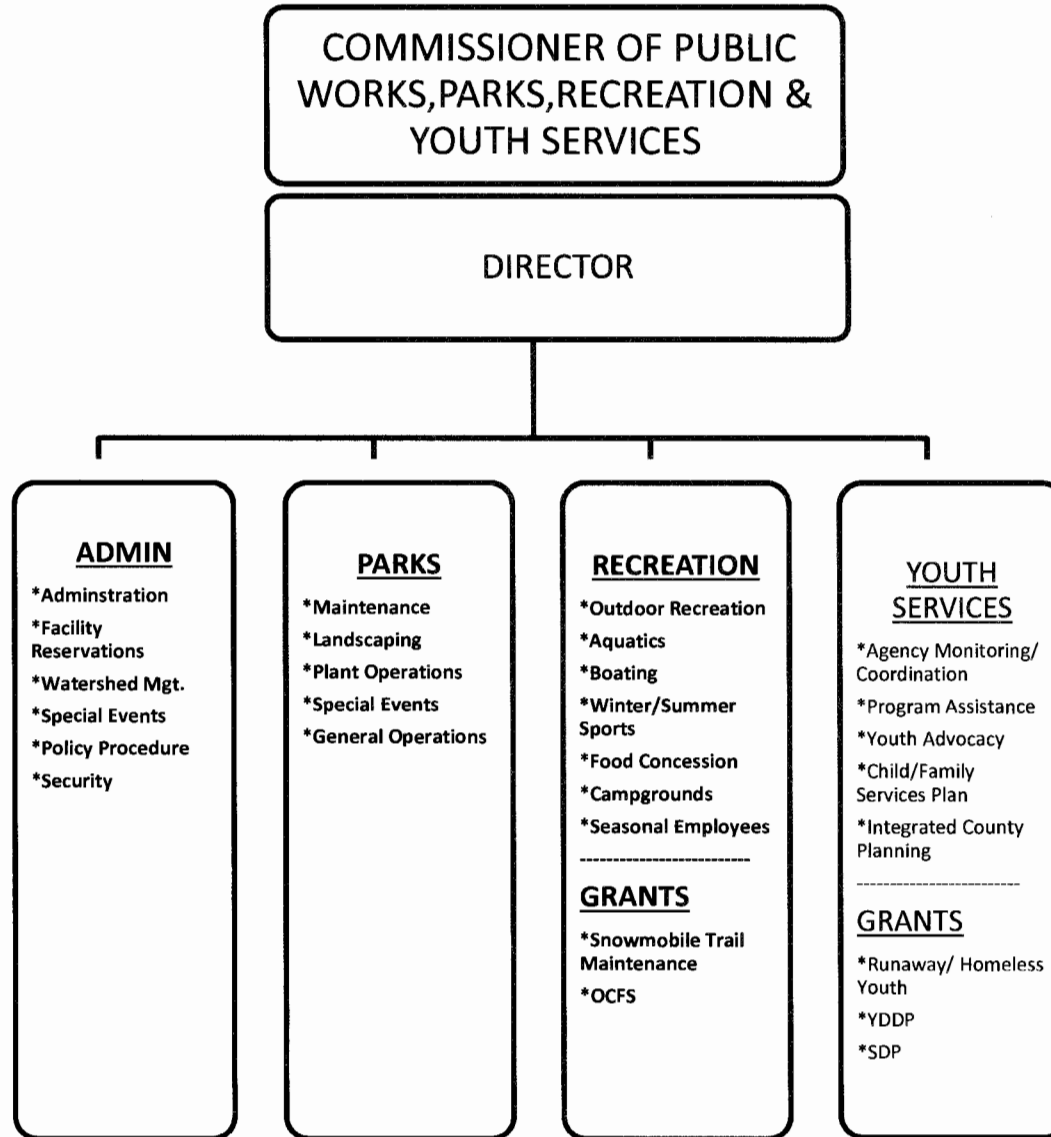 COMMISSIONER OF PUBLIC
WORKS,PARKS,RECREATION &
YOUTH SERVICES
DIRECTOR
ADMIN
*Adminstration
*Facility
Reservations
*Watershed Mgt.
*Special Events
*Policy Procedure
*Security
PARKS
*Maintenance
*Landscaping
*Plant Operations
*Special Events
*General Operations
RECREATION
*Outdoor Recreation
*Aquatics
*Boating
*Winter/Summer
Sports
*Food Concession
*Campgrounds
*Seasonal Employees
--------------------------
GRANTS
*Snowmobile Trail
Maintenance
*OCFS
YOUTH
SERVICES
*Agency Monitoring/
Coordination
*Program Assistance
*Youth Advocacy
*Child/Family
Services Plan
*Integrated County
Planning
-------------------------
GRANTS
*Runaway/ Homeless
Youth
*YDDP
*SDP